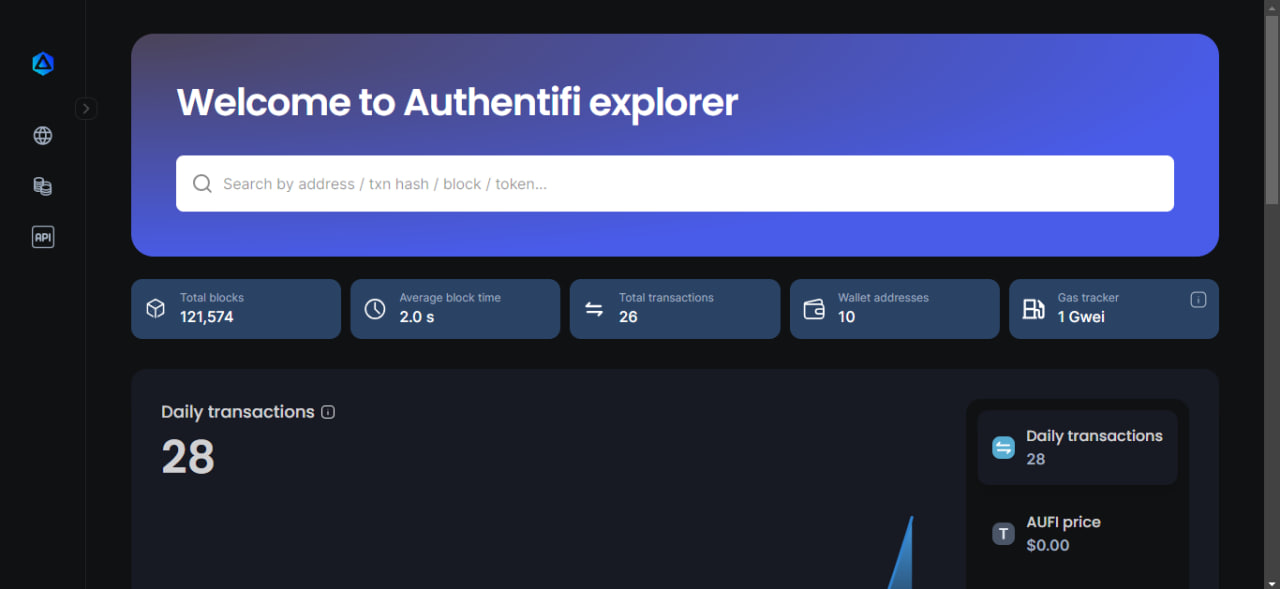 Welcome to Authentifi explorer
Search by address / txn hash / block / token...
API
Total blocks
121,574
Average block time
2.0 s
Total transactions
26
Wallet addresses
10
Gas tracker
1 Gwei
Daily transactions
28
Daily transactions
28
T
AUFI price
$0.00